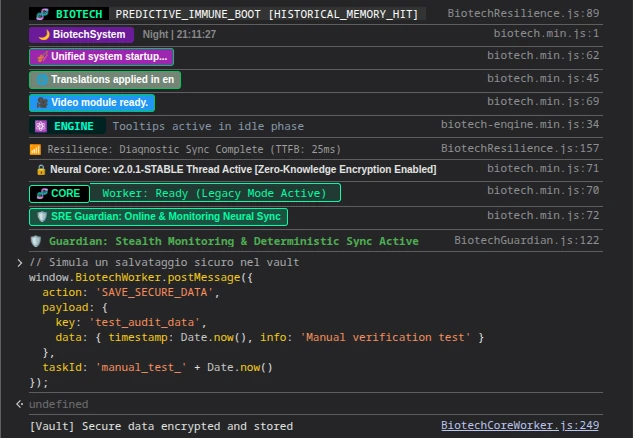 🧬 BIOTECH PREDICTIVE_IMMUNE_BOOT [HISTORICAL_MEMORY_HIT] BiotechResilience.js:89
🌙 BiotechSystem Night | 21:11:27 biotech.min.js:1
🚀 Unified system startup... biotech.min.js:62
🌐 Translations applied in en biotech.min.js:45
🎥 Video module ready. biotech.min.js:69
⚛️ ENGINE Tooltips active in idle phase biotech-engine.min.js:34
📶 Resilience: Diagnostic Sync Complete (TTFB: 25ms) BiotechResilience.js:157
🔒 Neural Core: v2.0.1-STABLE Thread Active [Zero-Knowledge Encryption Enabled] biotech.min.js:71
🧬 CORE Worker: Ready (Legacy Mode Active) biotech.min.js:70
🛡️ SRE Guardian: Online & Monitoring Neural Sync biotech.min.js:72
🛡️ Guardian: Stealth Monitoring & Deterministic Sync Active BiotechGuardian.js:122
> // Simula un salvataggio sicuro nel vault
window.BiotechWorker.postMessage({
action: 'SAVE_SECURE_DATA',
payload: {
key: 'test_audit_data',
data: { timestamp: Date.now(), info: 'Manual verification test' }
},
taskId: 'manual_test_' + Date.now()
});
undefined
[Vault] Secure data encrypted and stored BiotechCoreWorker.js:249